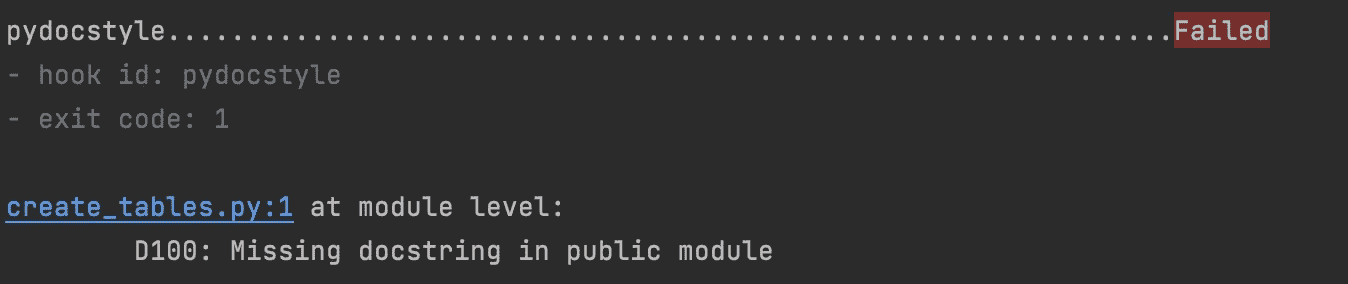 pydocstyle...............................................................Failed
- hook id: pydocstyle
- exit code: 1
create_tables.py:1 at module level:
D100: Missing docstring in public module